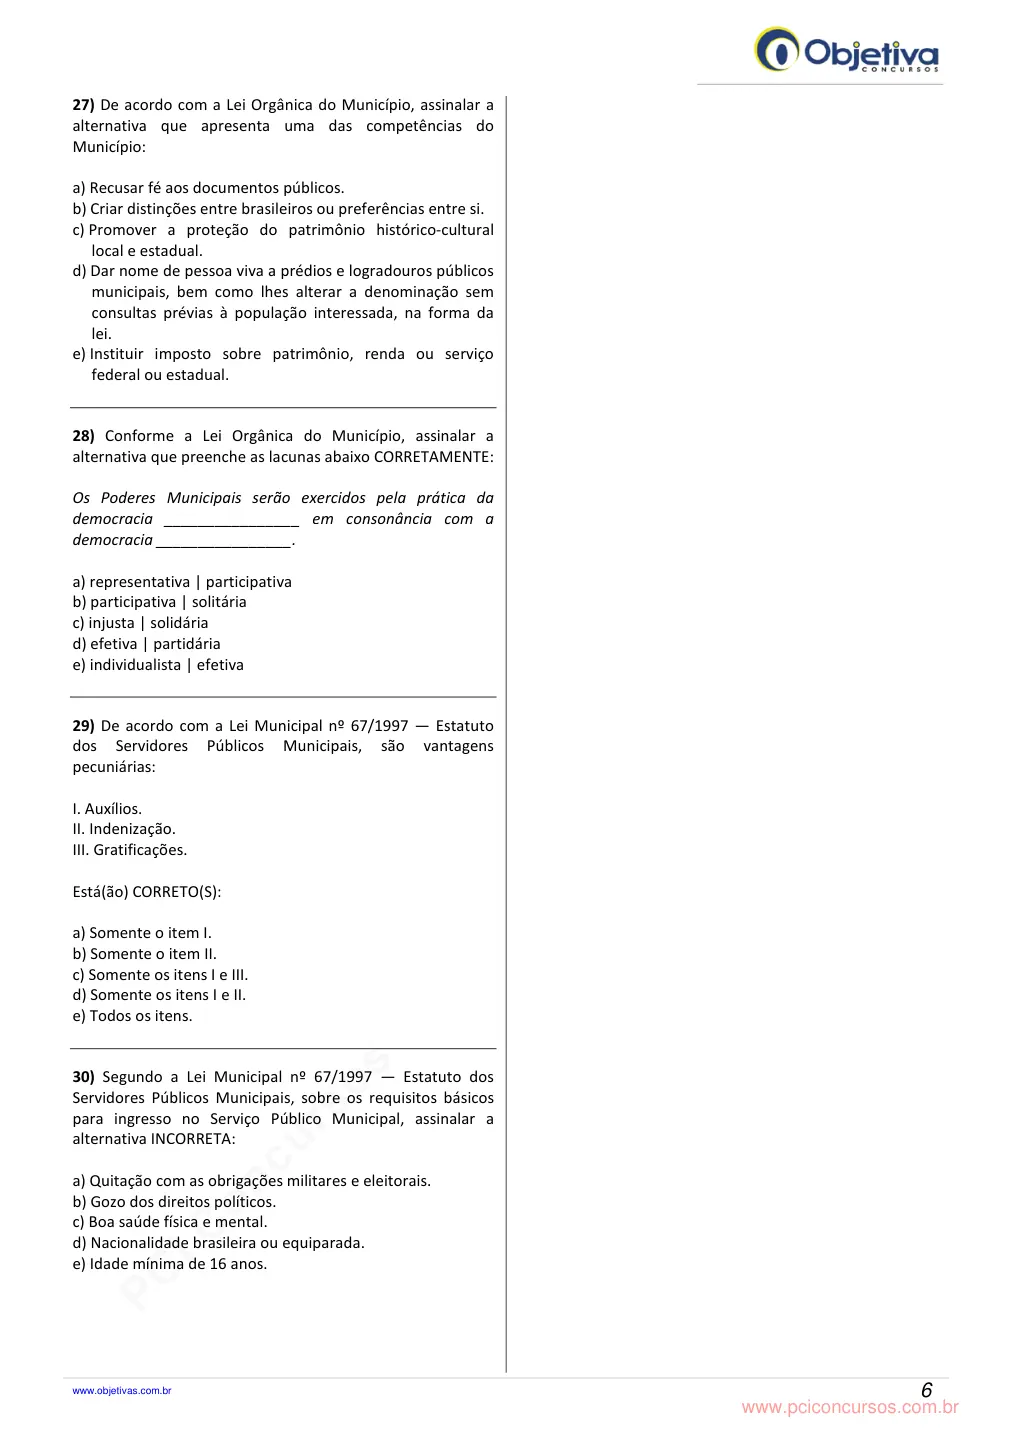 Objetiva
CONCURSOS
27) De acordo com a Lei Orgânica do Município, assinalar a
alternativa que apresenta uma das competências do
Município:
a) Recusar fé aos documentos públicos.
b) Criar distinções entre brasileiros ou preferências entre si.
c) Promover a proteção do patrimônio histórico-cultural
local e estadual.
d) Dar nome de pessoa viva a prédios e logradouros públicos
municipais, bem como lhes alterar a denominação sem
consultas prévias à população interessada, na forma da
lei.
e) Instituir imposto sobre patrimônio, renda ou serviço
federal ou estadual.
28) Conforme a Lei Orgânica do Município, assinalar a
alternativa que preenche as lacunas abaixo CORRETAMENTE:
Os Poderes Municipais serão exercidos pela prática da
democracia ________________ em consonância com a
democracia ________________.
a) representativa | participativa
b) participativa | solitária
c) injusta | solidária
d) efetiva | partidária
e) individualista | efetiva
29) De acordo com a Lei Municipal nº 67/1997 — Estatuto
dos Servidores Públicos Municipais, são vantagens
pecuniárias:
I. Auxílios.
II. Indenização.
III. Gratificações.
Está(ão) CORRETO(S):
a) Somente o item I.
b) Somente o item II.
c) Somente os itens I e III.
d) Somente os itens I e II.
e) Todos os itens.
30) Segundo a Lei Municipal nº 67/1997 — Estatuto dos
Servidores Públicos Municipais, sobre os requisitos básicos
para ingresso no Serviço Público Municipal, assinalar a
alternativa INCORRETA:
a) Quitação com as obrigações militares e eleitorais.
b) Gozo dos direitos políticos.
c) Boa saúde física e mental.
d) Nacionalidade brasileira ou equiparada.
e) Idade mínima de 16 anos.
www.objetivas.com.br
6
www.pciconcursos.com.br